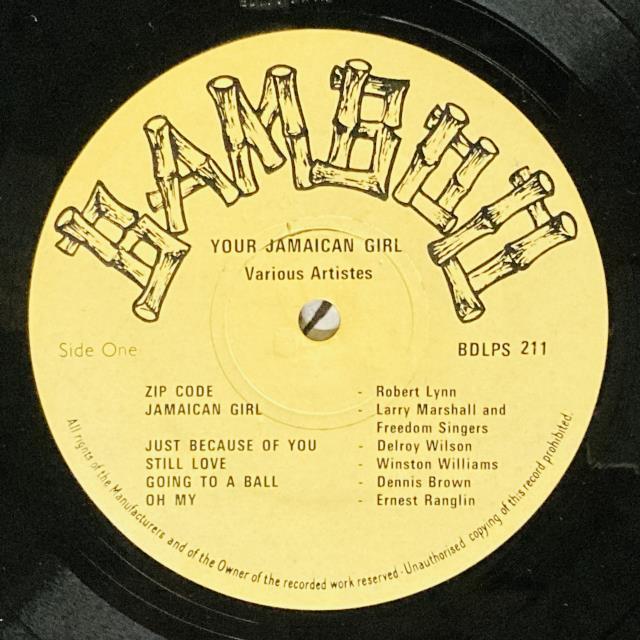 BAMBOO
YOUR JAMAICAN GIRL
Various Artistes
Side One
BDLPS 211
ZIP CODE - Robert Lynn
JAMAICAN GIRL - Larry Marshall and
Freedom Singers
JUST BECAUSE OF YOU - Delroy Wilson
STILL LOVE - Winston Williams
GOING TO A BALL - Dennis Brown
OH MY - Ernest Ranglin
All rights of the Manufacturers and of the Owner of the recorded work reserved - Unauthorised copying of this record prohibited.